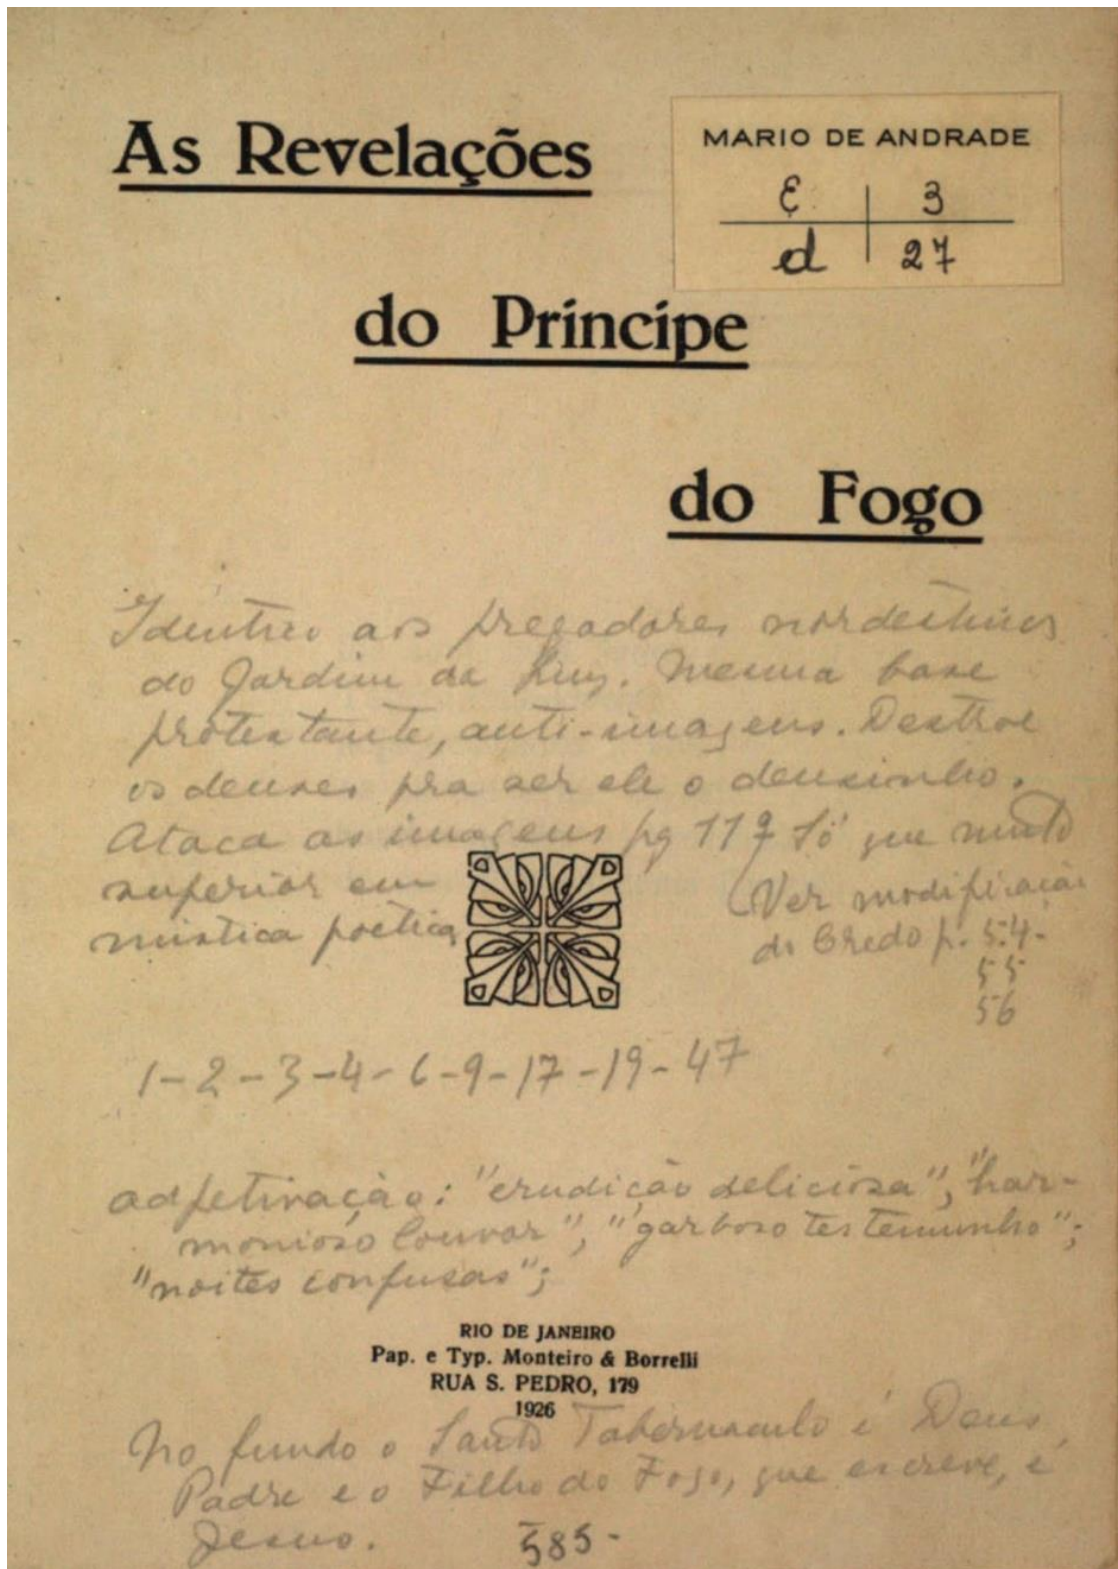 As Revelações
MARIO DE ANDRADE
E. 3
d 27
do Principe
do Fogo
Identico aos pregadores nordestinos
do Jardim da Luz. Mesma base
protestante, anti-imagens. Destroe
os deuses pra ser ele o deusinho.
Ataca as imagens pg 117 Só que muito
superior em
mistica poetica
(Ver modificação
do Credo p. 54-
55
56
1-2-3-4-6-9-17-19-47
adjetivação: "erudição deliciosa", "har-
monioso louvor", "garboso testemunho";
"noites confusas";
RIO DE JANEIRO
Pap. e Typ. Monteiro & Borrelli
RUA S. PEDRO, 179
1926
No fundo o Santo Tabernaculo é Deus
Padre e o Filho do Fogo, que escreve, é
Jesus.
585-